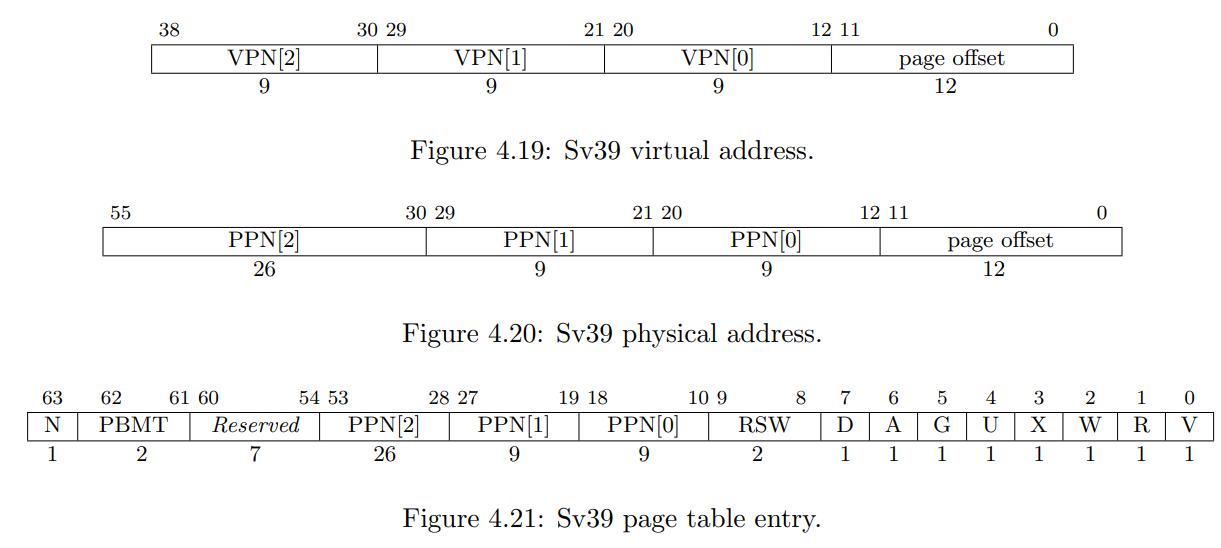 38 30 29 21 20 12 11 0
VPN[2] VPN[1] VPN[0] page offset
9 9 9 12
Figure 4.19: Sv39 virtual address.
55 30 29 21 20 12 11 0
PPN[2] PPN[1] PPN[0] page offset
26 9 9 12
Figure 4.20: Sv39 physical address.
63 62 61 60 54 53 28 27 19 18 10 9 8 7 6 5 4 3 2 1 0
N PBMT Reserved PPN[2] PPN[1] PPN[0] RSW D A G U X W R V
1 2 7 26 9 9 2 1 1 1 1 1 1 1 1
Figure 4.21: Sv39 page table entry.